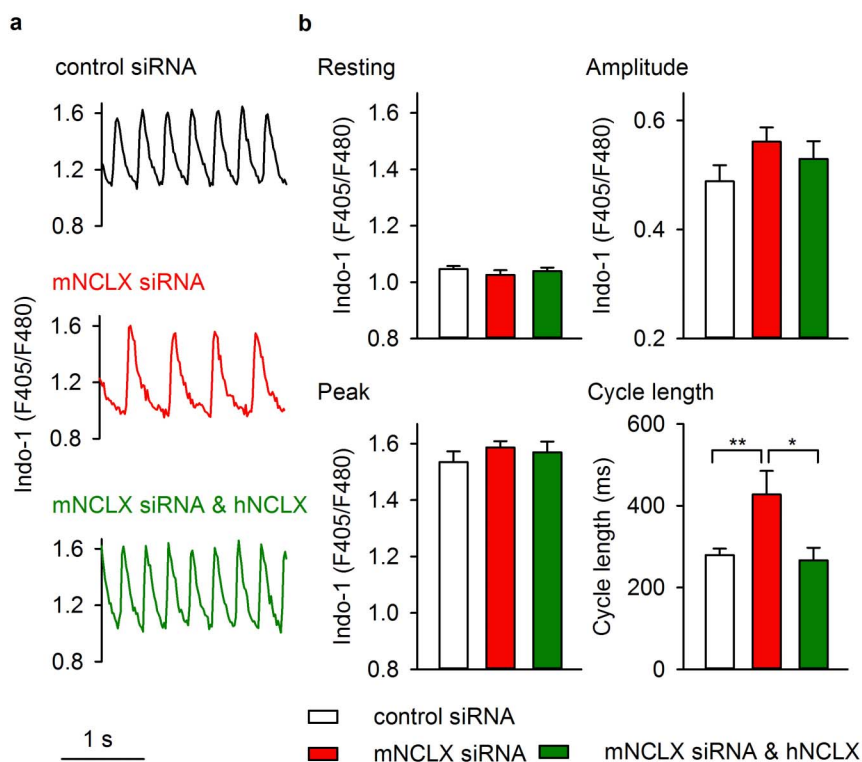 a
control siRNA
1.6
1.2
0.8
mNCLX siRNA
1.6
1.2
0.8
mNCLX siRNA & hNCLX
1.6
1.2
0.8
Indo-1 (F405/F480)
1 s
b
Resting
Indo-1 (F405/F480)
1.6
1.4
1.2
1.0
0.8
Amplitude
Indo-1 (F405/F480)
0.6
0.4
0.2
Peak
Indo-1 (F405/F480)
1.6
1.4
1.2
1.0
0.8
Cycle length
Cycle length (ms)
600
400
200
0
** *
control siRNA
mNCLX siRNA mNCLX siRNA & hNCLX